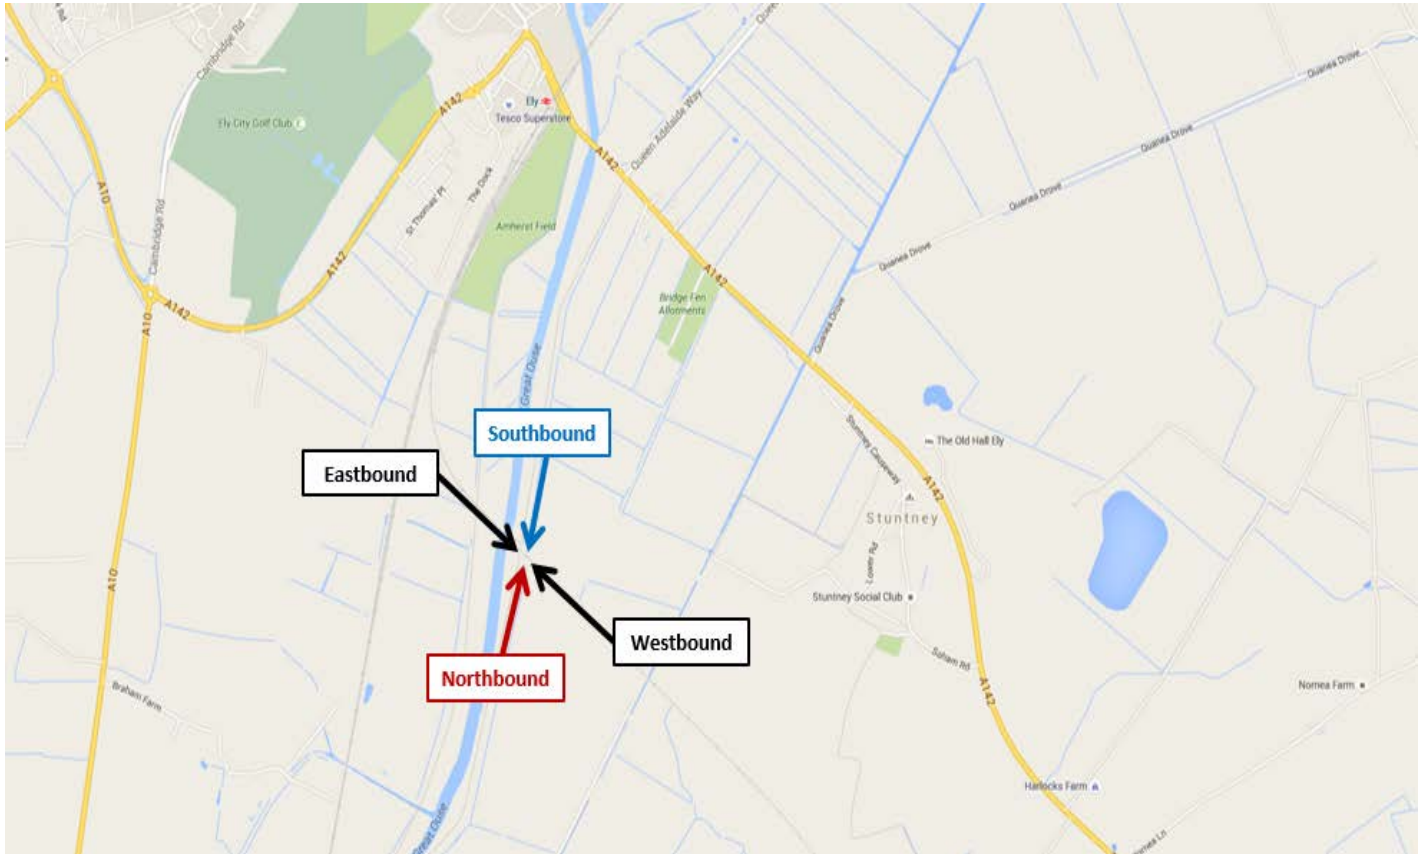 Cambridge Rd
Queen Adelaide Way
Quanea Drove
Ely City Golf Club
A142
Ely
Tesco Superstore
A142
Quanea Drove
A10
St Thomas' Pl
The Dock
Quanea Drove
Cambridge Rd
Amherst Field
A142
Quanea Drove
A142
A142
A10
Bridge Fen
Allotments
Quanea Drove
Great Ouse
Southbound
Stuntney Causeway
The Old Hall Ely
Eastbound
A142
Stuntney
A10
Lower Rd
Stuntney Social Club
Westbound
Northbound
Soham Rd
A142
Nornea Farm
Braham Farm
Harlocks Farm
Great Ouse